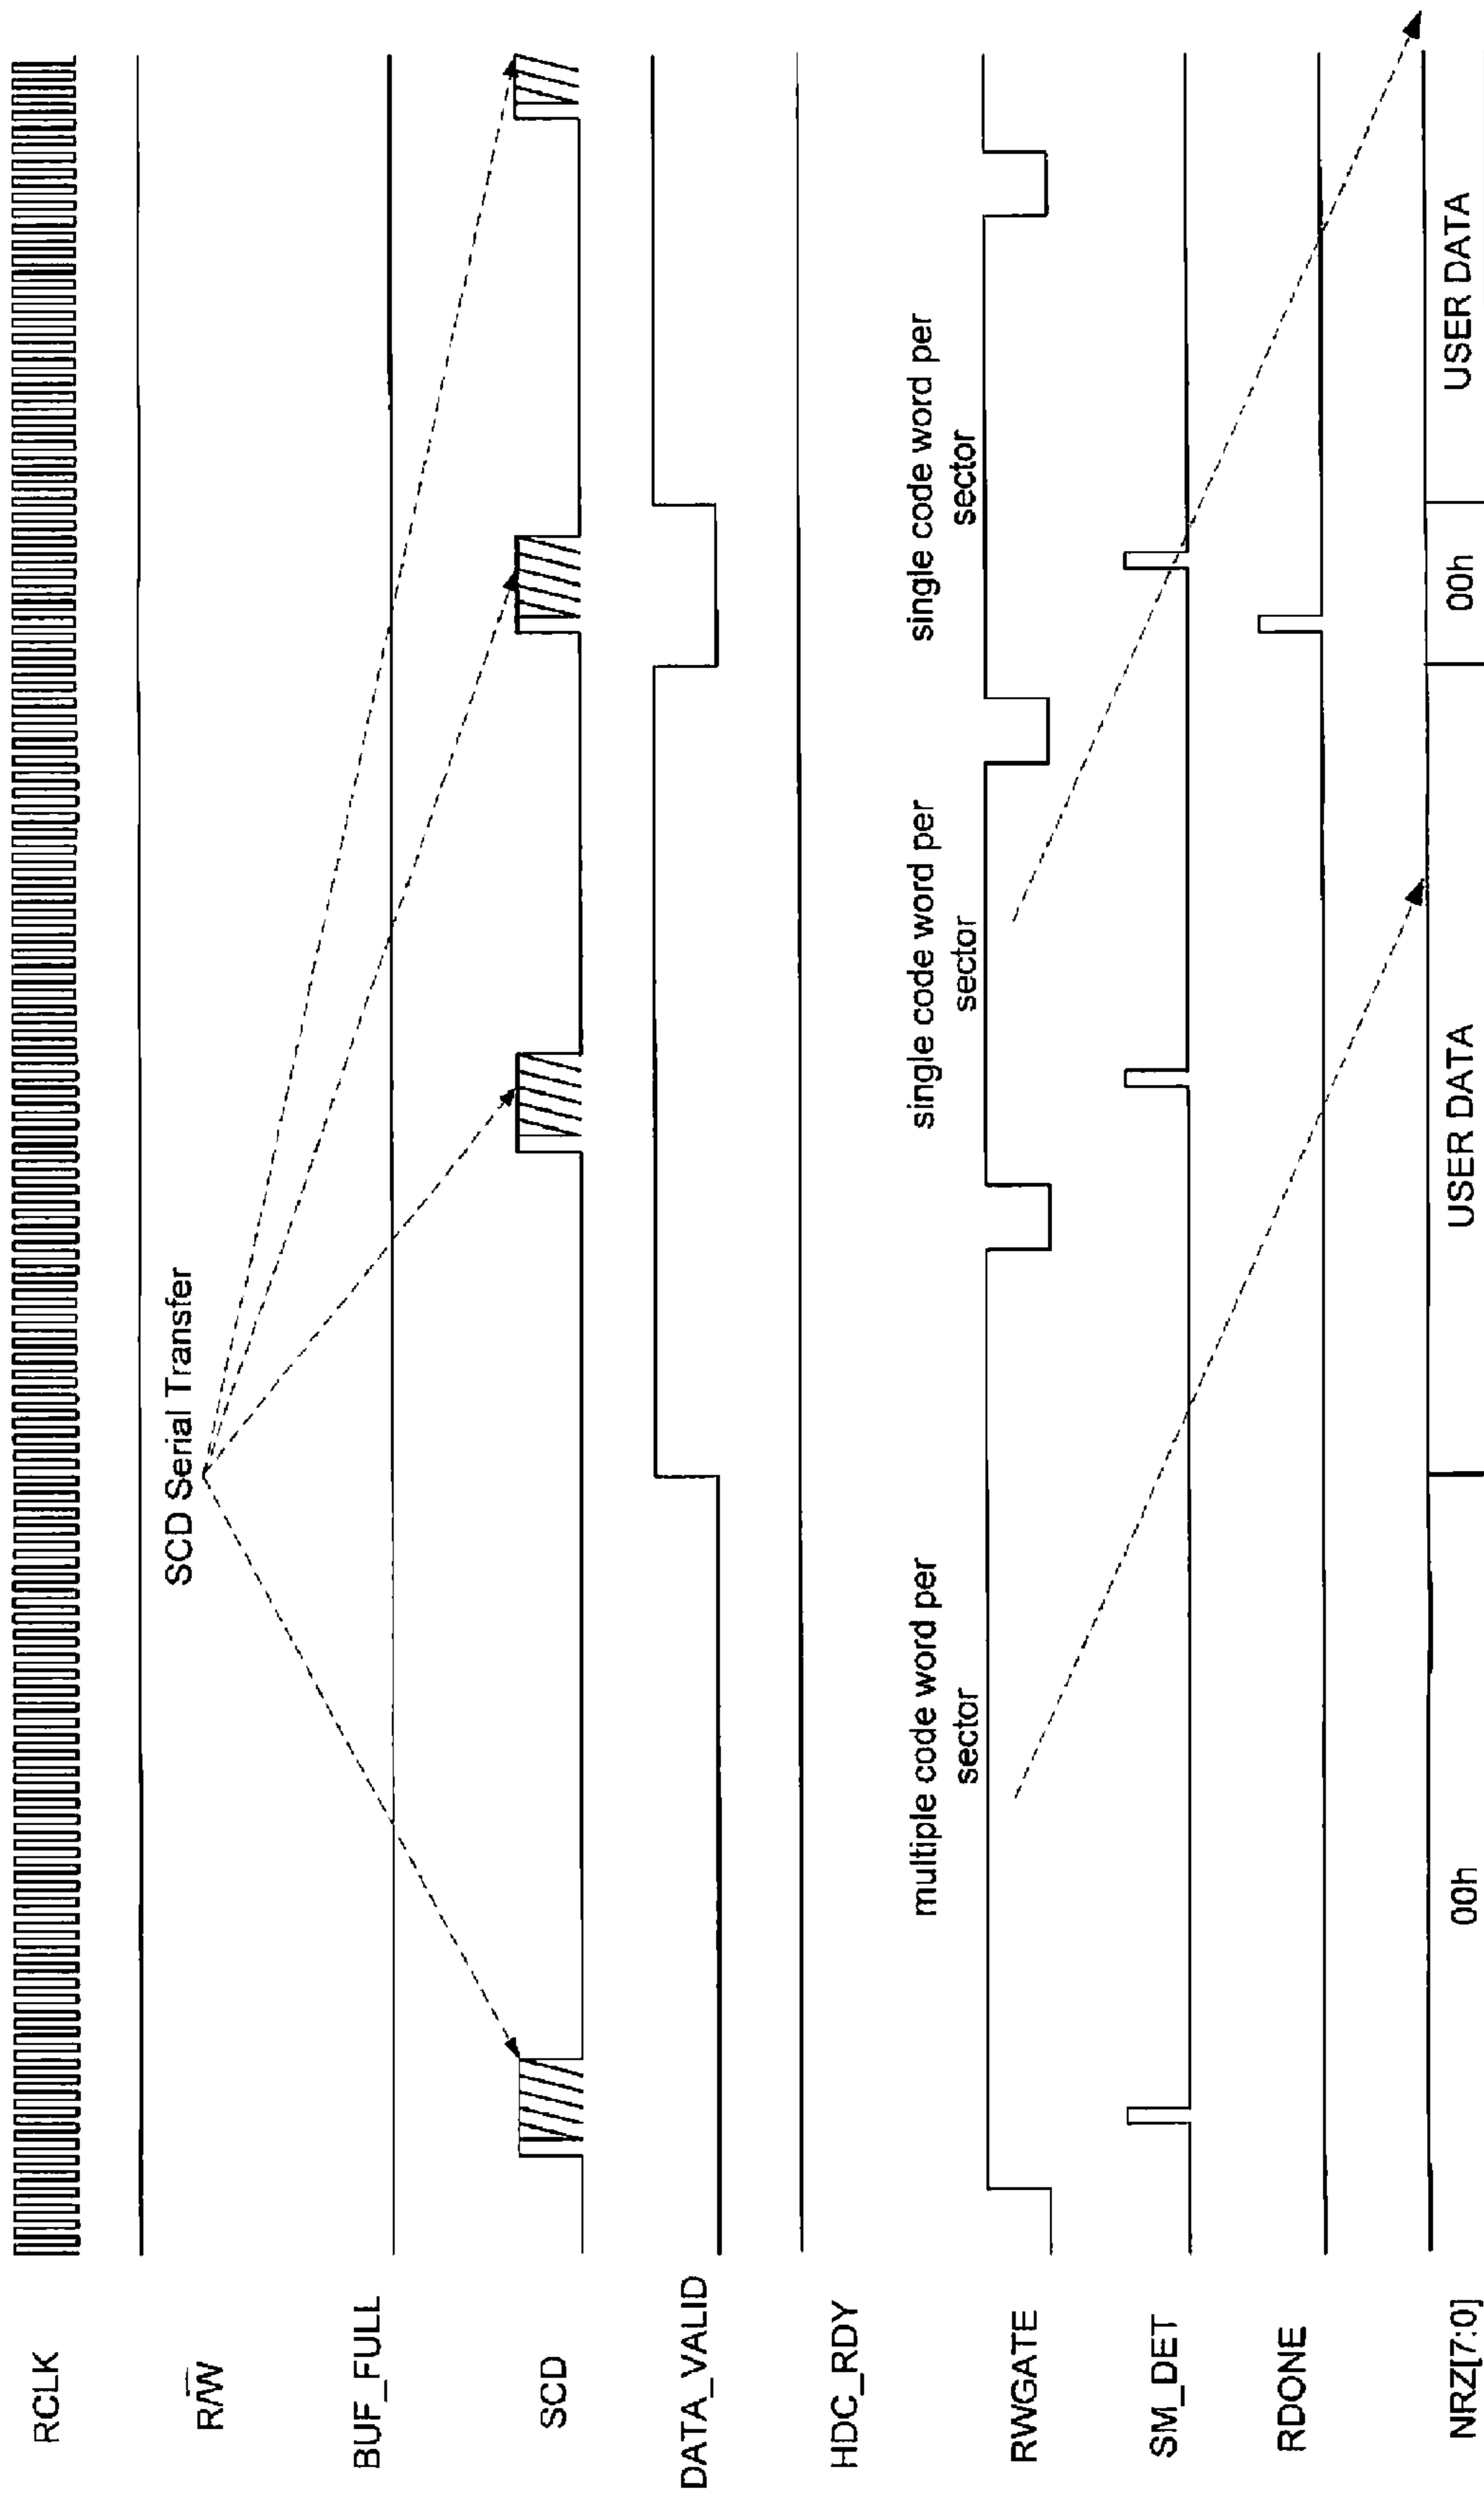 RCLK
R/W
SCD Serial Transfer
BUF_FULL
SCD
DATA_VALID
HDC_RDY
RWGATE
multiple code word per
sector
single code word per
sector
single code word per
sector
SM_DET
RDONE
NRZ[7:0]
00h
USER DATA
00h
USER DATA